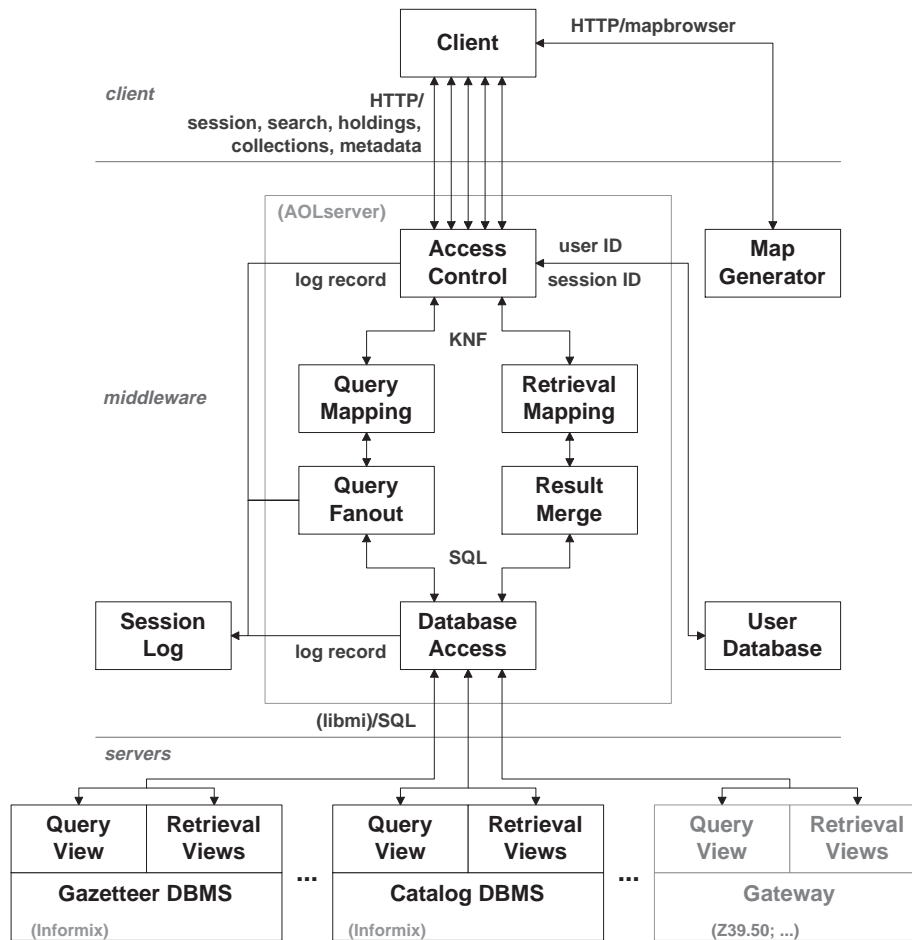 HTTP/mapbrowser
Client
client
HTTP/
session, search, holdings,
collections, metadata
(AOLserver)
Access
Control
user ID
session ID
log record
Map
Generator
KNF
middleware
Query
Mapping
Retrieval
Mapping
Query
Fanout
Result
Merge
SQL
Session
Log
log record
Database
Access
User
Database
(libmi)/SQL
servers
Query
View
Retrieval
Views
Gazetteer DBMS
(Informix)
...
Query
View
Retrieval
Views
Catalog DBMS
(Informix)
...
Query
View
Retrieval
Views
Gateway
(Z39.50; ...)